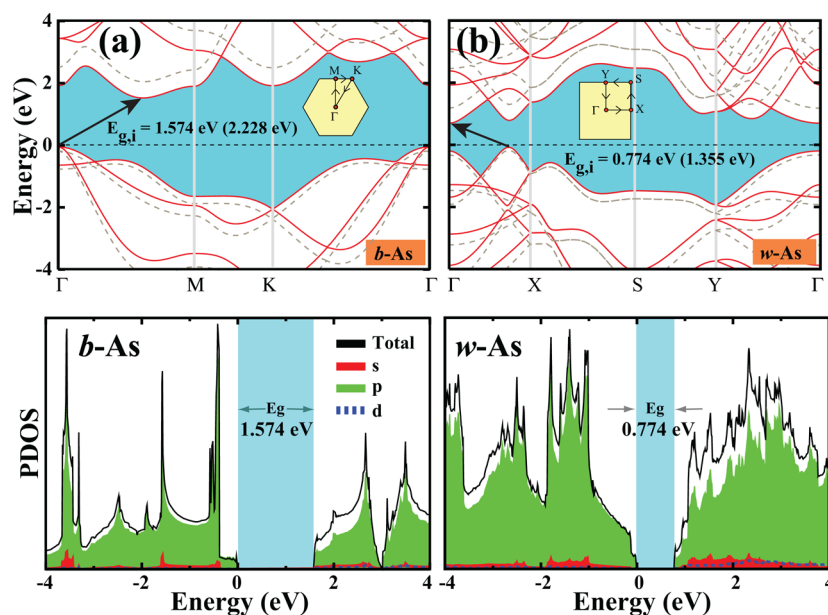 (a)
(b)
Energy (eV)
4
2
0
-2
-4
M K
Γ
E g,i = 1.574 eV (2.228 eV)
b-As
Y S
Γ X
E g,i = 0.774 eV (1.355 eV)
w-As
Γ M K Γ
Γ X S Y Γ
PDOS
b-As
Total
s
p
d
Eg
1.574 eV
w-As
Eg
0.774 eV
-4 -2 0 2 4
-4 -2 0 2 4
Energy (eV)
Energy (eV)